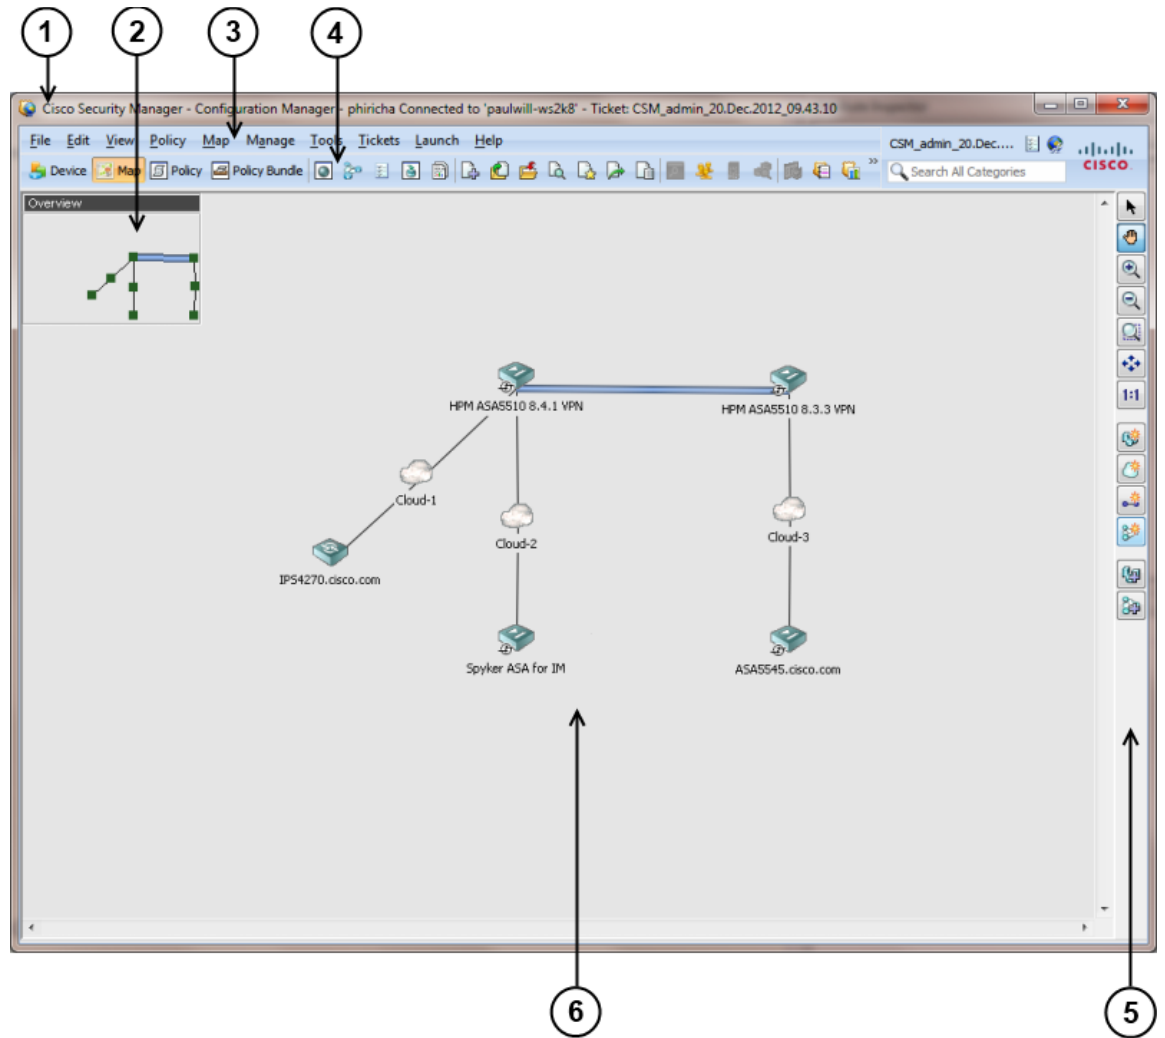 1 2 3 4
Cisco Security Manager - Configuration Manager - phiricha Connected to 'paulwill-ws2k8' - Ticket: CSM_admin_20.Dec.2012_09.43.10
File Edit View Policy Map Manage Tools Tickets Launch Help
CSM_admin_20.Dec....
Device Map Policy Policy Bundle
»
Search All Categories
CISCO
Overview
1:1
HPM ASA5510 8.4.1 VPN
HPM ASA5510 8.3.3 VPN
Cloud-1
Cloud-2
Cloud-3
IPS4270.cisco.com
Spyker ASA for IM
ASA5545.cisco.com
6 5